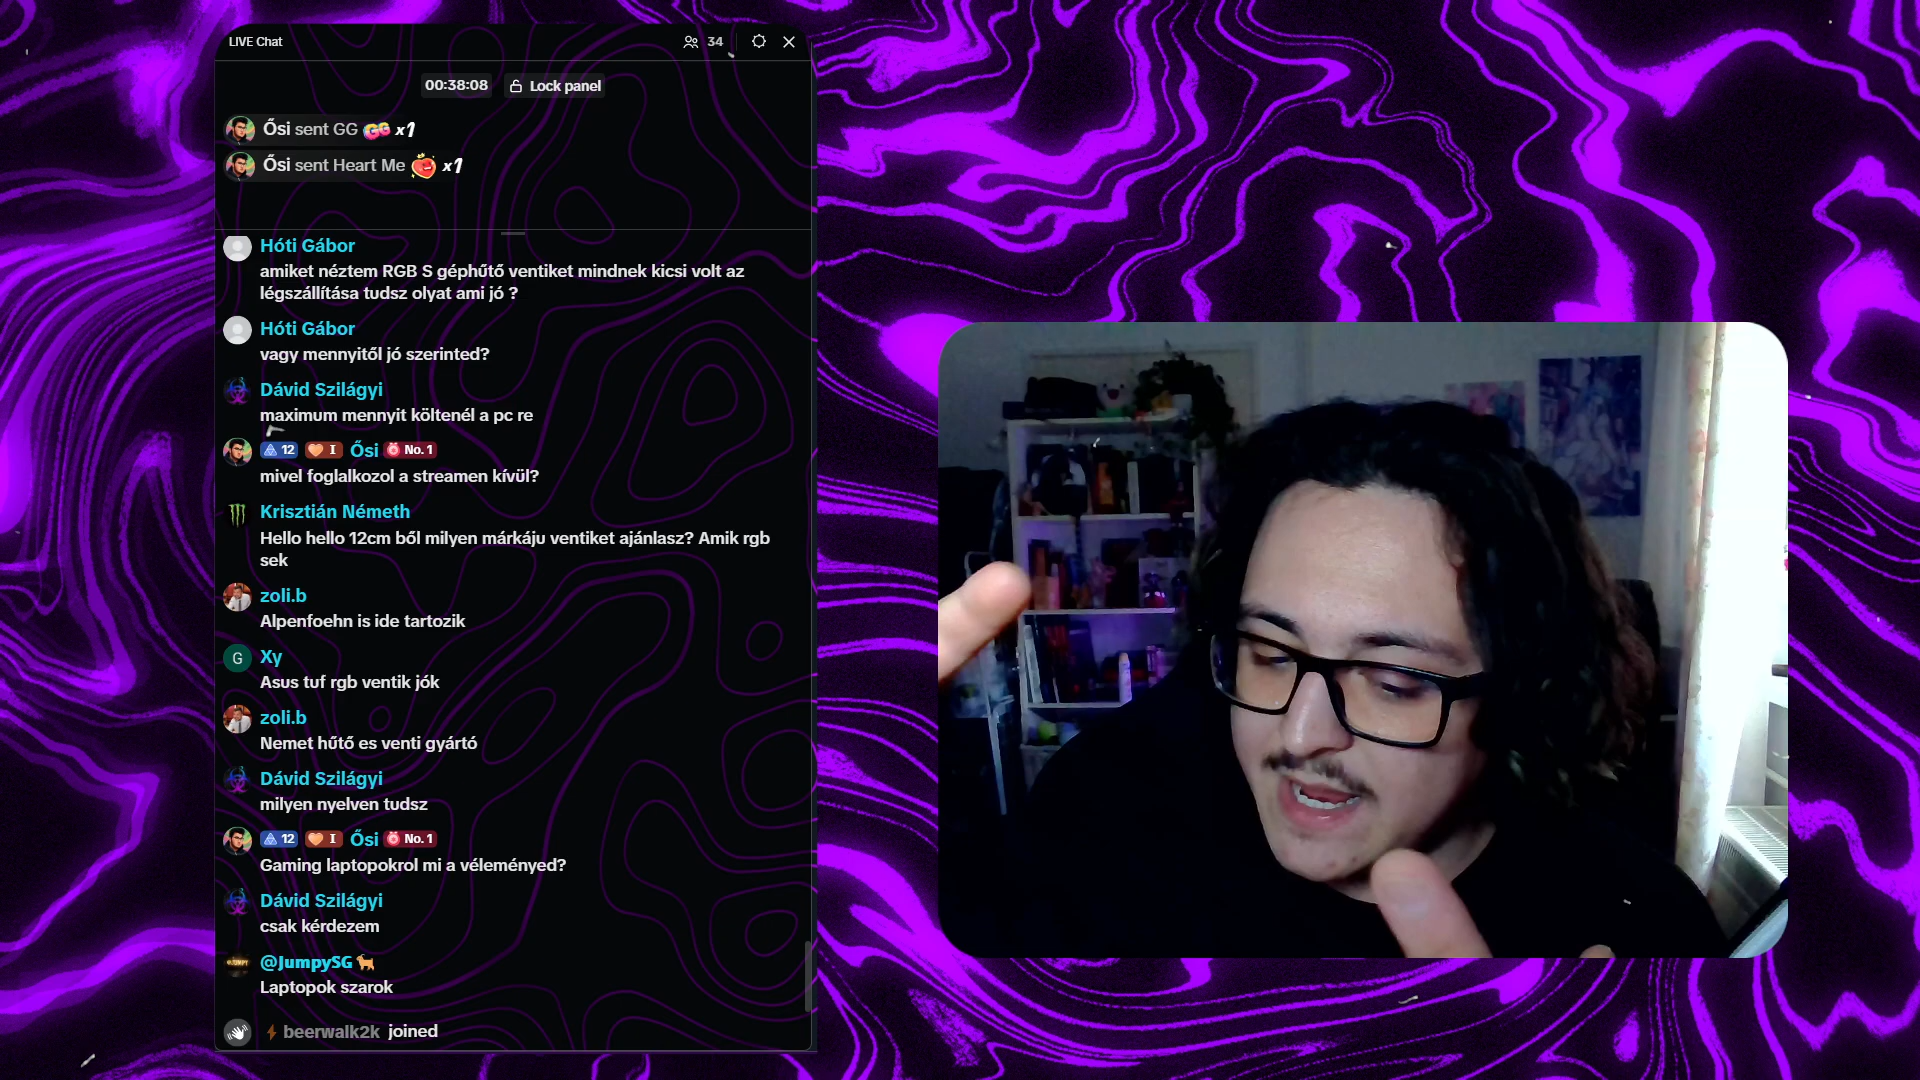 LIVE Chat
34
00:38:08
Lock panel
Ősi sent GG GG x1
Ősi sent Heart Me x1
Hóti Gábor
amiket néztem RGB S géphűtő ventiket mindnek kicsi volt az
légszállítása tudsz olyat ami jó ?
Hóti Gábor
vagy mennyitől jó szerinted?
Dávid Szilágyi
maximum mennyit költenél a pc re
12 I Ősi No. 1
mivel foglalkozol a streamen kívül?
Krisztián Németh
Hello hello 12cm ből milyen márkáju ventiket ajánlasz? Amik rgb
sek
zoli.b
Alpenfoehn is ide tartozik
G Xy
Asus tuf rgb ventik jók
zoli.b
Nemet hűtő es venti gyártó
Dávid Szilágyi
milyen nyelven tudsz
12 I Ősi No. 1
Gaming laptopokrol mi a véleményed?
Dávid Szilágyi
csak kérdezem
@JumpySG
Laptopok szarok
beerwalk2k joined